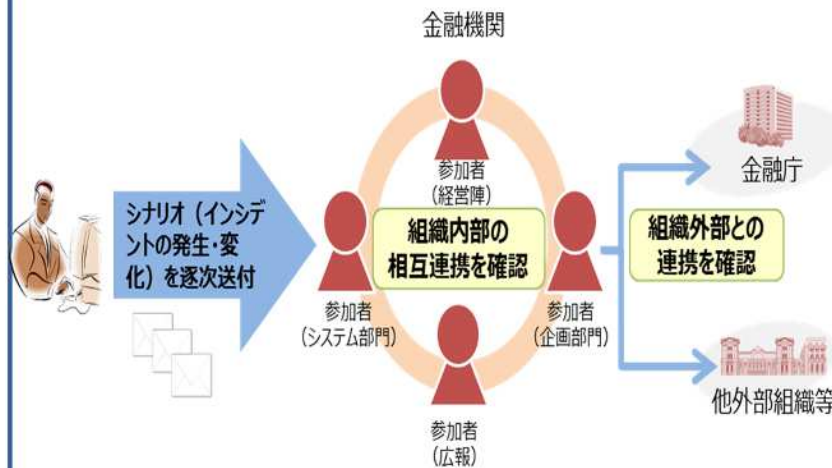 金融機関
シナリオ（インシデ
ントの発生・変
化）を逐次送付
参加者
（経営陣）
組織内部の
相互連携を確認
参加者
（システム部門）
参加者
（企画部門）
参加者
（広報）
組織外部との
連携を確認
金融庁
他外部組織等